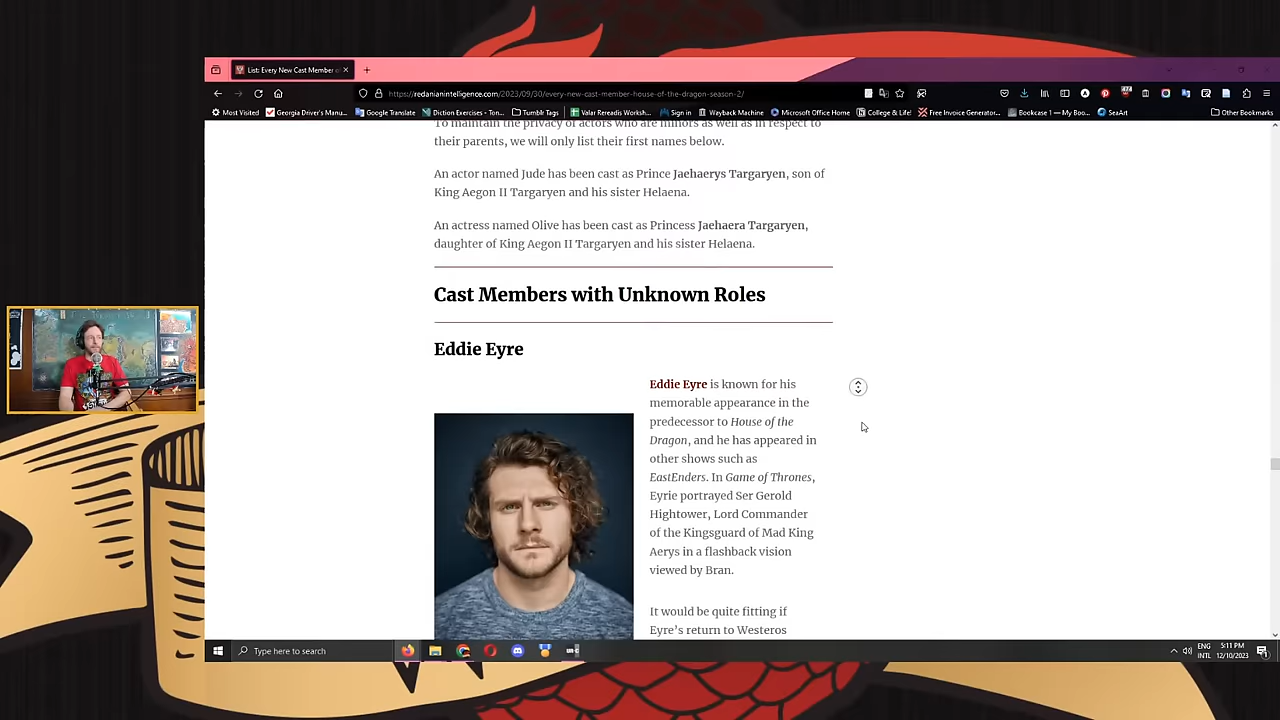 List: Every New Cast Member o
https://redanianintelligence.com/2023/09/30/every-new-cast-member-house-of-the-dragon-season-2/
Most Visited Georgia Driver's Manu... Google Translate Diction Exercises - Ton... Tumblr Tags Valar Reredis Worksh... Sign in Wayback Machine Microsoft Office Home College & Life! Free Invoice Generator... Bookcase 1 — My Boo... SeaArt Other Bookmarks
To maintain the privacy of actors who are minors as well as in respect to
their parents, we will only list their first names below.
An actor named Jude has been cast as Prince Jaehaerys Targaryen, son of
King Aegon II Targaryen and his sister Helaena.
An actress named Olive has been cast as Princess Jaehaera Targaryen,
daughter of King Aegon II Targaryen and his sister Helaena.
Cast Members with Unknown Roles
Eddie Eyre
Eddie Eyre is known for his
memorable appearance in the
predecessor to House of the
Dragon, and he has appeared in
other shows such as
EastEnders. In Game of Thrones,
Eyrie portrayed Ser Gerold
Hightower, Lord Commander
of the Kingsguard of Mad King
Aerys in a flashback vision
viewed by Bran.
It would be quite fitting if
Eyre's return to Westeros
Type here to search
ENG
INTL
5:11 PM
12/10/2023